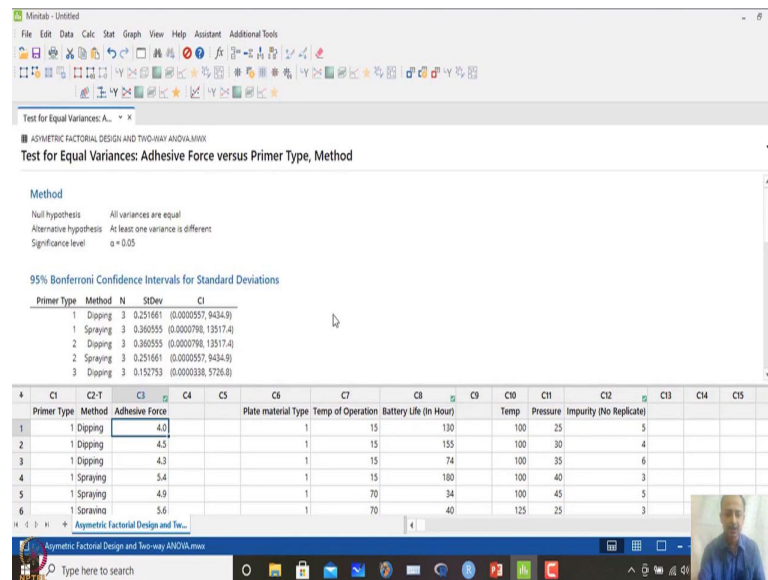 Minitab - Untitled
File Edit Data Calc Stat Graph View Help Assistant Additional Tools
Test for Equal Variances: A...
ASYMETRIC FACTORIAL DESIGN AND TWO-WAY ANOVA.MWX
Test for Equal Variances: Adhesive Force versus Primer Type, Method
Method
Null hypothesis All variances are equal
Alternative hypothesis At least one variance is different
Significance level α = 0.05
95% Bonferroni Confidence Intervals for Standard Deviations
Primer Type Method N StDev CI
1 Dipping 3 0.251661 (0.0000557, 9434.9)
1 Spraying 3 0.360555 (0.0000798, 13517.4)
2 Dipping 3 0.360555 (0.0000798, 13517.4)
2 Spraying 3 0.251661 (0.0000557, 9434.9)
3 Dipping 3 0.152753 (0.0000338, 5726.8)
C1 C2-T C3 C4 C5 C6 C7 C8 C9 C10 C11 C12 C13 C14 C15
Primer Type Method Adhesive Force Plate material Type Temp of Operation Battery Life (In Hour) Temp Pressure Impurity (No Replicate)
1 1 Dipping 4.0 1 15 130 100 25 5
2 1 Dipping 4.5 1 15 155 100 30 4
3 1 Dipping 4.3 1 15 74 100 35 6
4 1 Spraying 5.4 1 15 180 100 40 3
5 1 Spraying 4.9 1 70 34 100 45 5
6 1 Spraying 5.6 1 70 40 125 25 3
Asymetric Factorial Design and Tw...
Asymetric Factorial Design and Two-way ANOVA.mwx
Type here to search
NPTEL